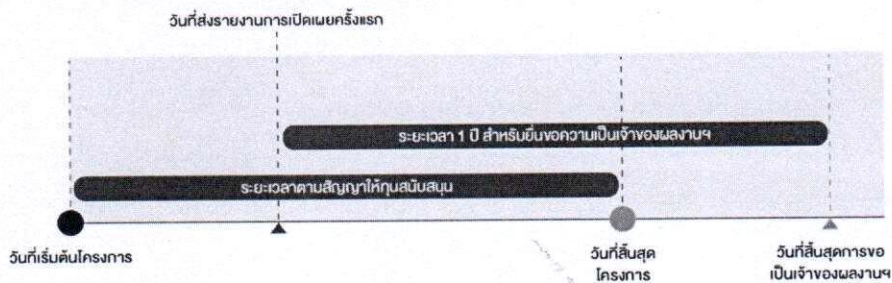 วันที่ส่งรายงานการเปิดเผยครั้งแรก
ระยะเวลา 1 ปี สำหรับยื่นขอความเป็นเจ้าของผลงานฯ
ระยะเวลาตามสัญญาให้ทุนสนับสนุน
วันที่เริ่มต้นโครงการ
วันที่สิ้นสุด
โครงการ
วันที่สิ้นสุดการขอ
เป็นเจ้าของผลงานฯ